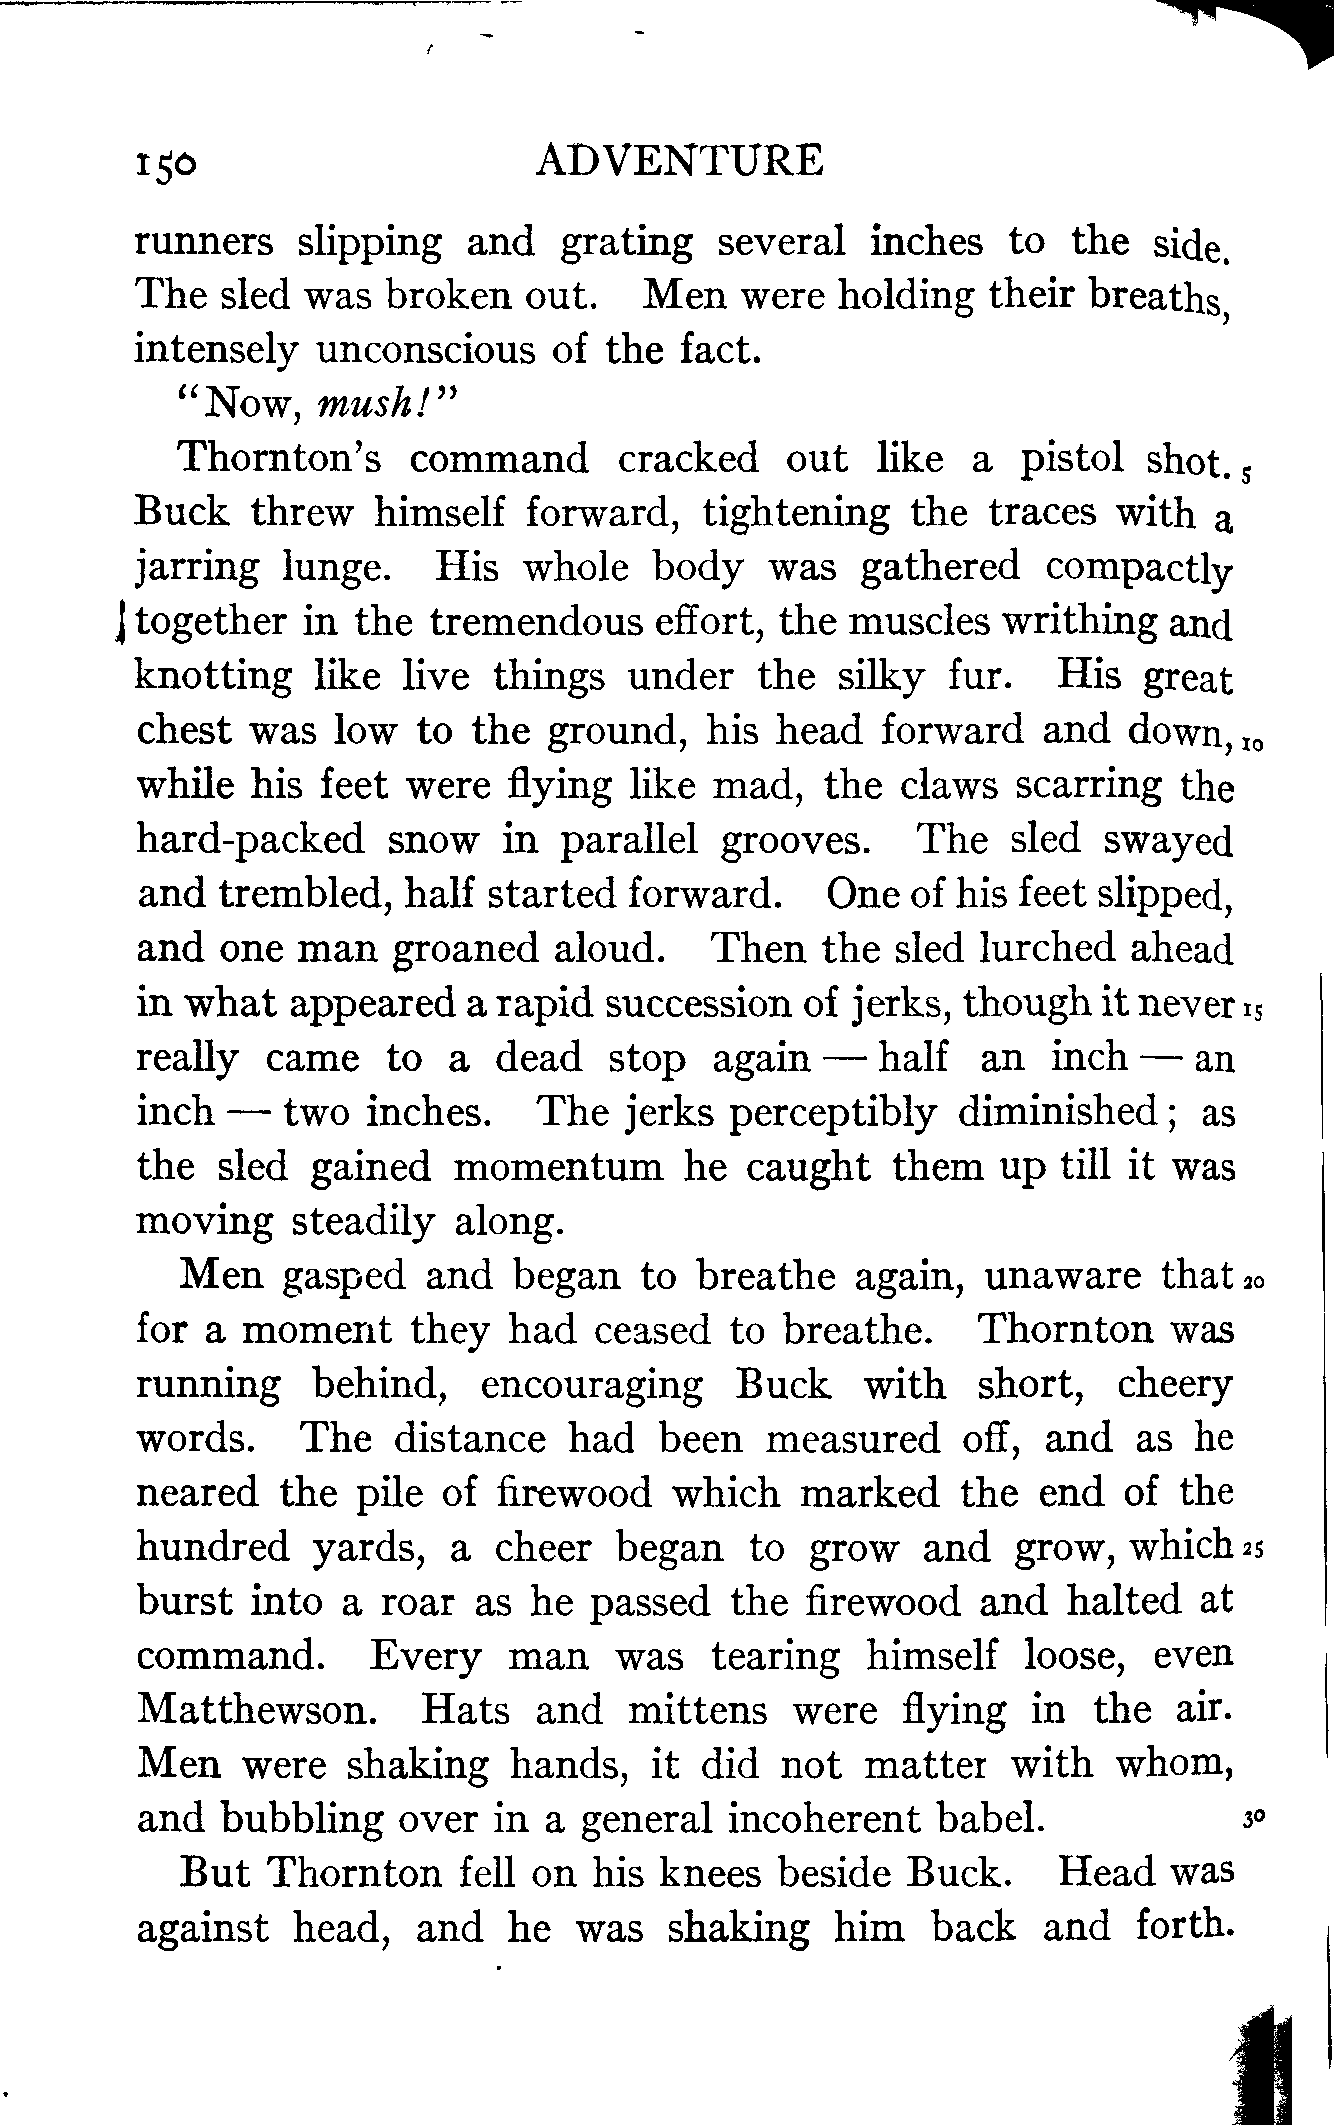 150 ADVENTURE
runners slipping and grating several inches to the side.
The sled was broken out. Men were holding their breaths,
intensely unconscious of the fact.
"Now, mush!"
Thornton's command cracked out like a pistol shot. 5
Buck threw himself forward, tightening the traces with a
jarring lunge. His whole body was gathered compactly
together in the tremendous effort, the muscles writhing and
knotting like live things under the silky fur. His great
chest was low to the ground, his head forward and down, 10
while his feet were flying like mad, the claws scarring the
hard-packed snow in parallel grooves. The sled swayed
and trembled, half started forward. One of his feet slipped,
and one man groaned aloud. Then the sled lurched ahead
in what appeared a rapid succession of jerks, though it never 15
really came to a dead stop again — half an inch — an
inch — two inches. The jerks perceptibly diminished; as
the sled gained momentum he caught them up till it was
moving steadily along.
Men gasped and began to breathe again, unaware that 20
for a moment they had ceased to breathe. Thornton was
running behind, encouraging Buck with short, cheery
words. The distance had been measured off, and as he
neared the pile of firewood which marked the end of the
hundred yards, a cheer began to grow and grow, which 25
burst into a roar as he passed the firewood and halted at
command. Every man was tearing himself loose, even
Matthewson. Hats and mittens were flying in the air.
Men were shaking hands, it did not matter with whom,
and bubbling over in a general incoherent babel. 30
But Thornton fell on his knees beside Buck. Head was
against head, and he was shaking him back and forth.